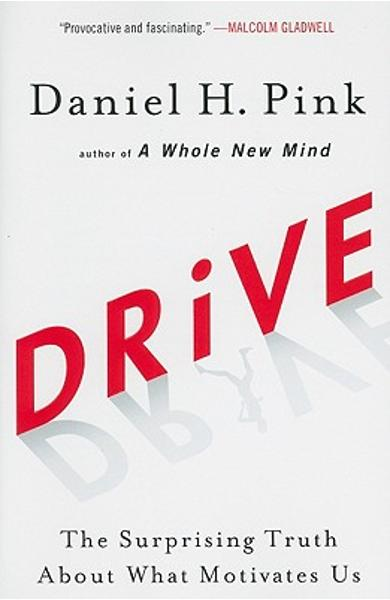 "Provocative and fascinating." —MALCOLM GLADWELL
Daniel H. Pink
author of A Whole New Mind
DRiVE
The Surprising Truth
About What Motivates Us